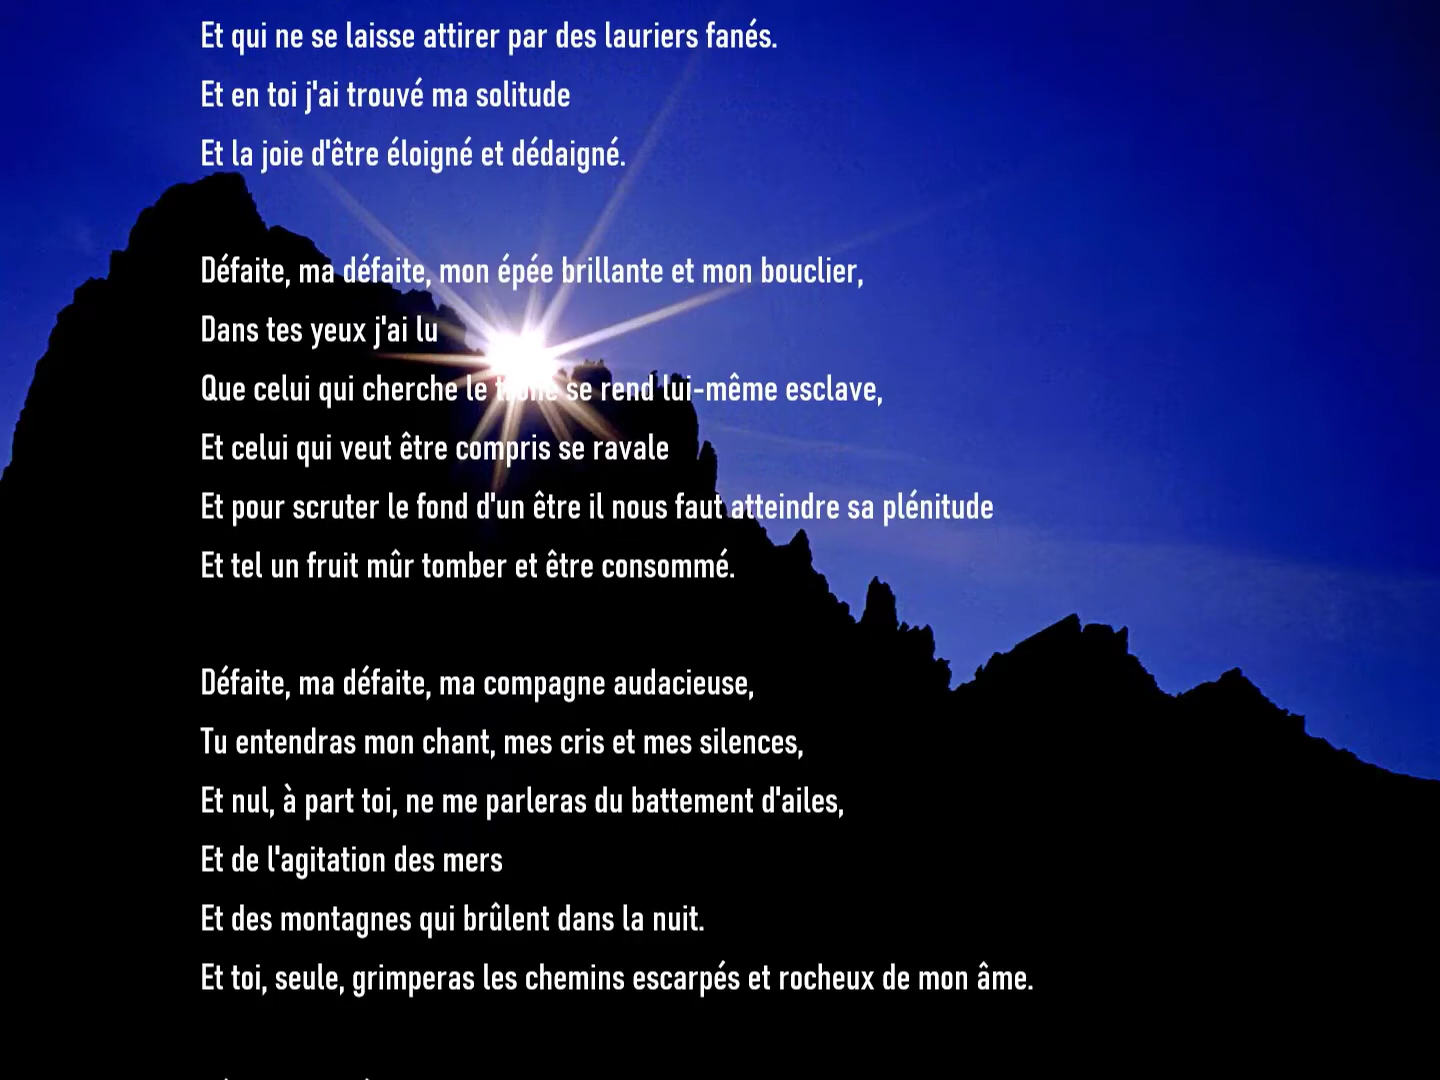 Et qui ne se laisse attirer par des lauriers fanés.
Et en toi j'ai trouvé ma solitude
Et la joie d'être éloigné et dédaigné.
Défaite, ma défaite, mon épée brillante et mon bouclier,
Dans tes yeux j'ai lu
Que celui qui cherche le trône se rend lui-même esclave,
Et celui qui veut être compris se ravale
Et pour scruter le fond d'un être il nous faut atteindre sa plénitude
Et tel un fruit mûr tomber et être consommé.
Défaite, ma défaite, ma compagne audacieuse,
Tu entendras mon chant, mes cris et mes silences,
Et nul, à part toi, ne me parleras du battement d'ailes,
Et de l'agitation des mers
Et des montagnes qui brûlent dans la nuit.
Et toi, seule, grimperas les chemins escarpés et rocheux de mon âme.